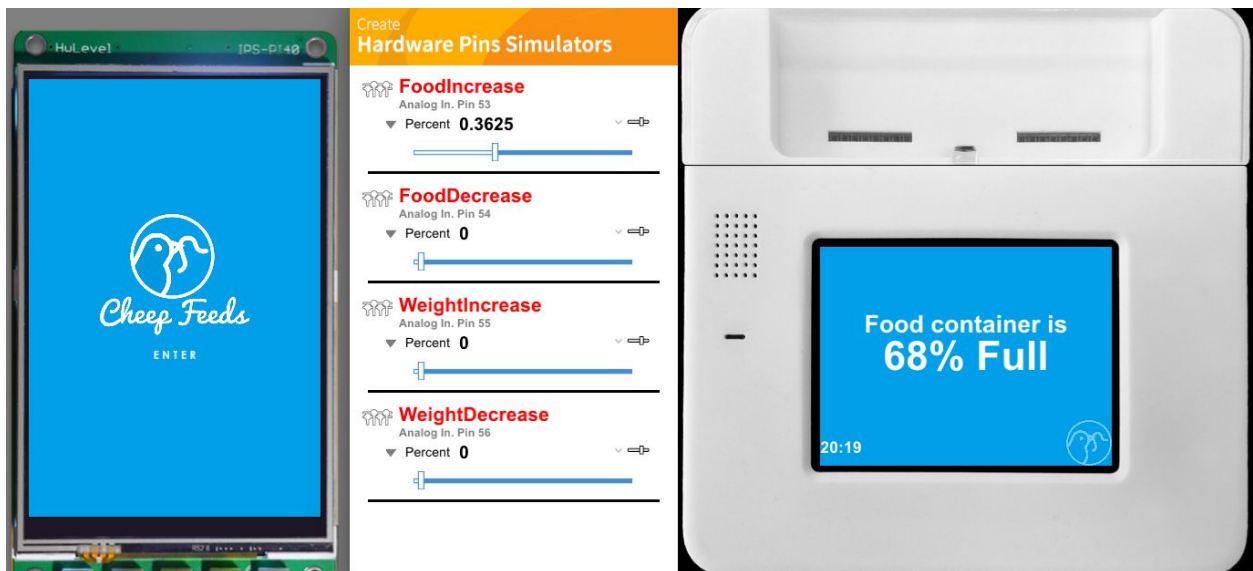 HuLevel
IPS-P140
Cheep Feeds
ENTER
Create
Hardware Pins Simulators
FoodIncrease
Analog In. Pin 53
Percent 0.3625
FoodDecrease
Analog In. Pin 54
Percent 0
WeightIncrease
Analog In. Pin 55
Percent 0
WeightDecrease
Analog In. Pin 56
Percent 0
Food container is
68% Full
20:19